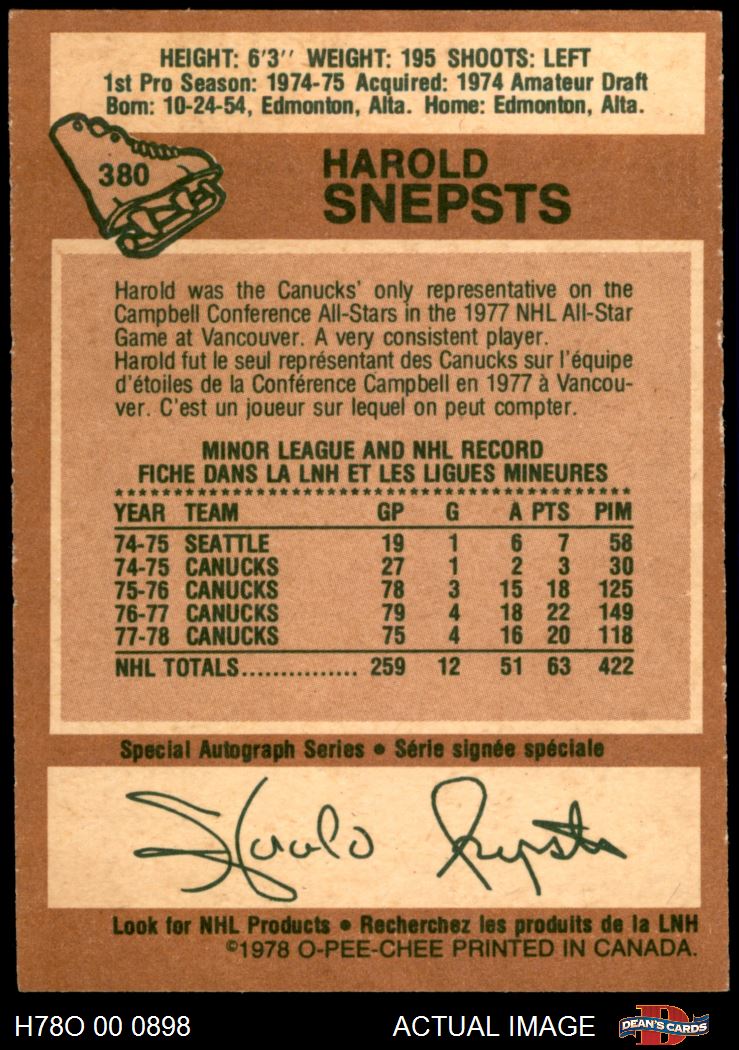 HEIGHT: 6'3'' WEIGHT: 195 SHOOTS: LEFT
1st Pro Season: 1974-75 Acquired: 1974 Amateur Draft
Born: 10-24-54, Edmonton, Alta. Home: Edmonton, Alta.
380
HAROLD
SNEPSTS
Harold was the Canucks' only representative on the
Campbell Conference All-Stars in the 1977 NHL All-Star
Game at Vancouver. A very consistent player.
Harold fut le seul représentant des Canucks sur l'équipe
d'étoiles de la Conférence Campbell en 1977 à Vancou-
ver. C'est un joueur sur lequel on peut compter.
MINOR LEAGUE AND NHL RECORD
FICHE DANS LA LNH ET LES LIGUES MINEURES
YEAR TEAM GP G A PTS PIM
74-75 SEATTLE 19 1 6 7 58
74-75 CANUCKS 27 1 2 3 30
75-76 CANUCKS 78 3 15 18 125
76-77 CANUCKS 79 4 18 22 149
77-78 CANUCKS 75 4 16 20 118
NHL TOTALS................ 259 12 51 63 422
Special Autograph Series • Série signée spéciale
Harold Snepsts
Look for NHL Products • Recherchez les produits de la LNH
©1978 O-PEE-CHEE PRINTED IN CANADA.
H78O 00 0898 ACTUAL IMAGE D DEAN'S CARDS